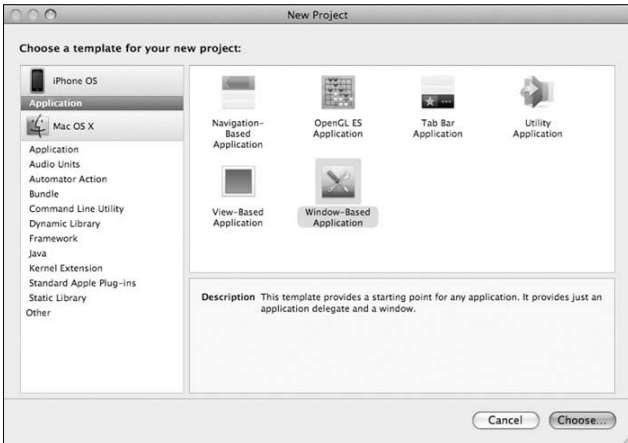 New Project
Choose a template for your new project:
iPhone OS
Application
Mac OS X
Application
Audio Units
Automator Action
Bundle
Command Line Utility
Dynamic Library
Framework
Java
Kernel Extension
Standard Apple Plug-ins
Static Library
Other
Navigation-
Based
Application
OpenGL ES
Application
Tab Bar
Application
Utility
Application
View-Based
Application
Window-Based
Application
Description This template provides a starting point for any application. It provides just an
application delegate and a window.
Cancel
Choose...